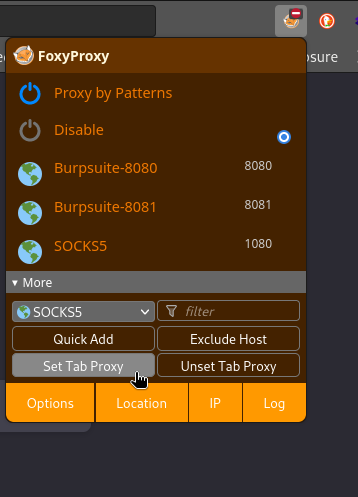 FoxyProxy
osure
Proxy by Patterns
Disable
Burpsuite-8080 8080
Burpsuite-8081 8081
SOCKS5 1080
More
SOCKS5 filter
Quick Add Exclude Host
Set Tab Proxy Unset Tab Proxy
Options Location IP Log